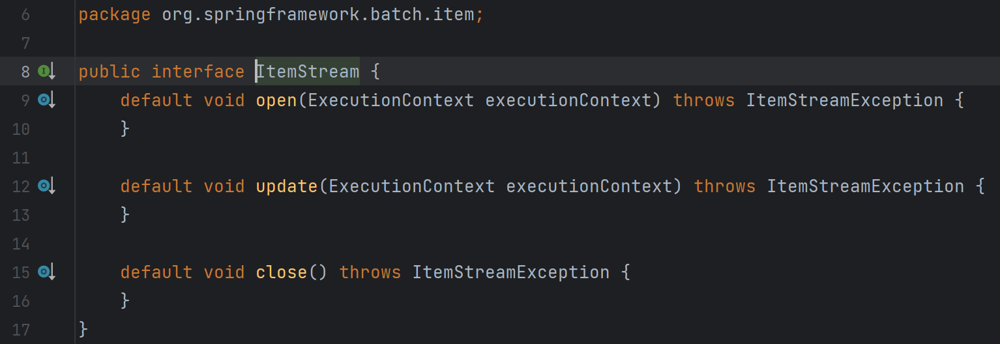 6 package org.springframework.batch.item;
7
8 public interface ItemStream {
9 default void open(ExecutionContext executionContext) throws ItemStreamException {
10 }
11
12 default void update(ExecutionContext executionContext) throws ItemStreamException {
13 }
14
15 default void close() throws ItemStreamException {
16 }
17 }